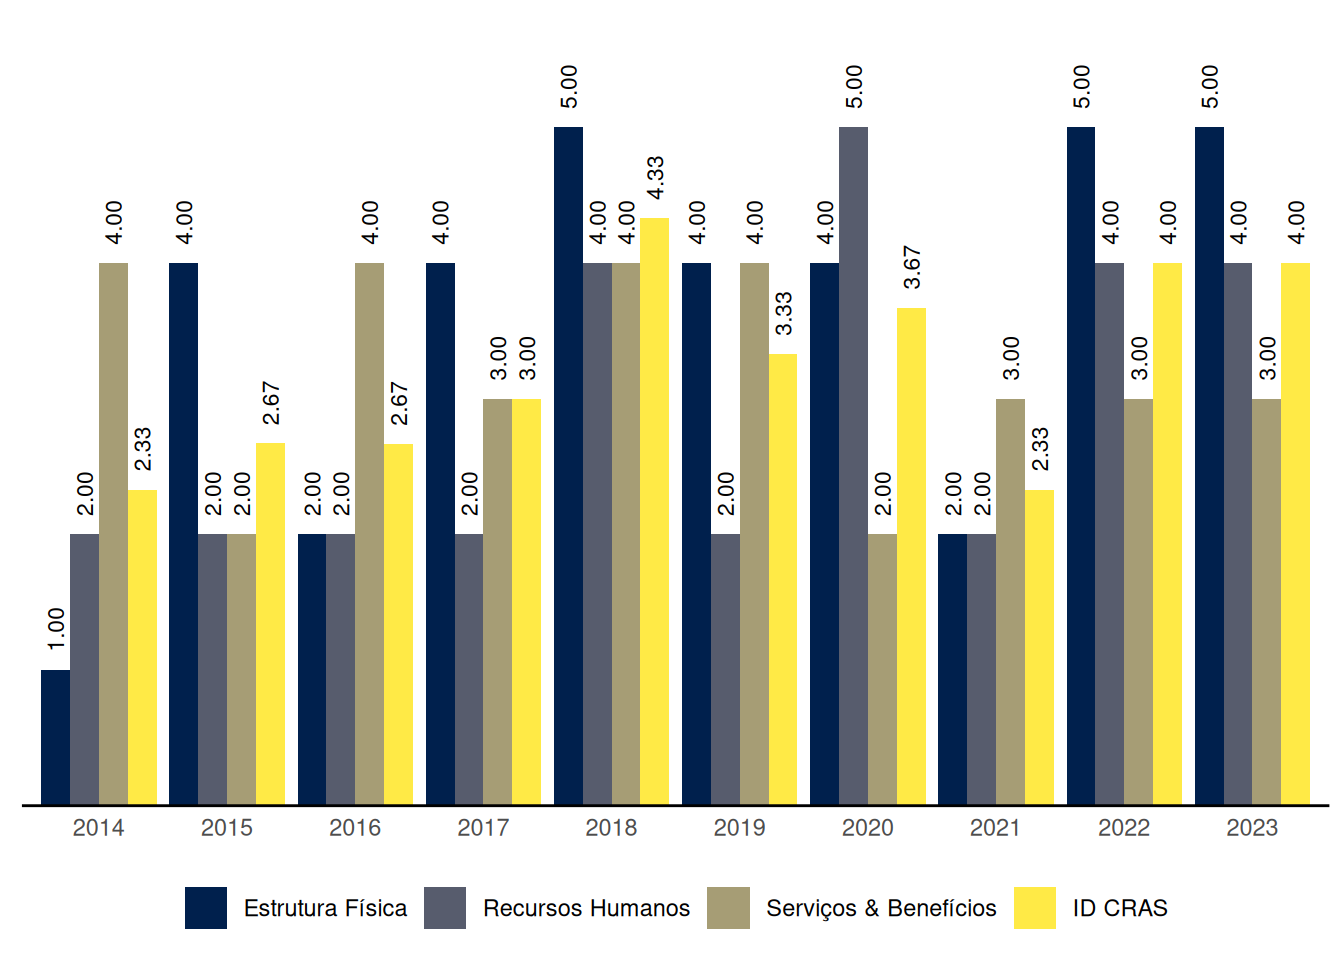 1.00 2.00 4.00 2.33
4.00 2.00 2.00 2.67
2.00 2.00 4.00 2.67
4.00 2.00 3.00 3.00
5.00 4.00 4.00 4.33
4.00 2.00 4.00 3.33
4.00 5.00 2.00 3.67
2.00 2.00 3.00 2.33
5.00 4.00 3.00 4.00
5.00 4.00 3.00 4.00
2014 2015 2016 2017 2018 2019 2020 2021 2022 2023
Estrutura Física Recursos Humanos Serviços & Benefícios ID CRAS